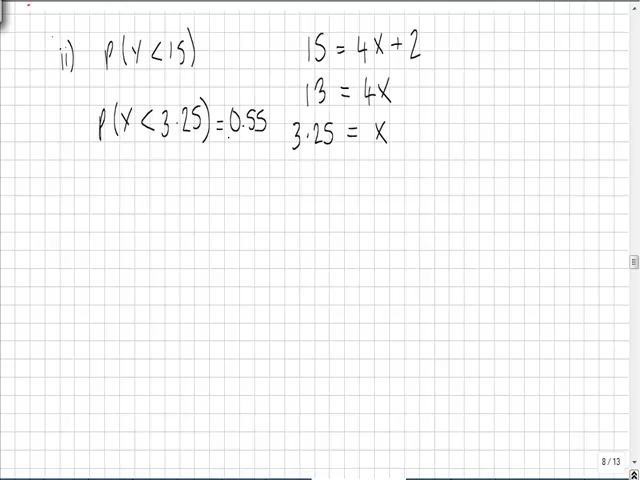 ii) P(Y < 15)
15 = 4X + 2
13 = 4X
P(X < 3.25) = 0.55
3.25 = X
8 / 13